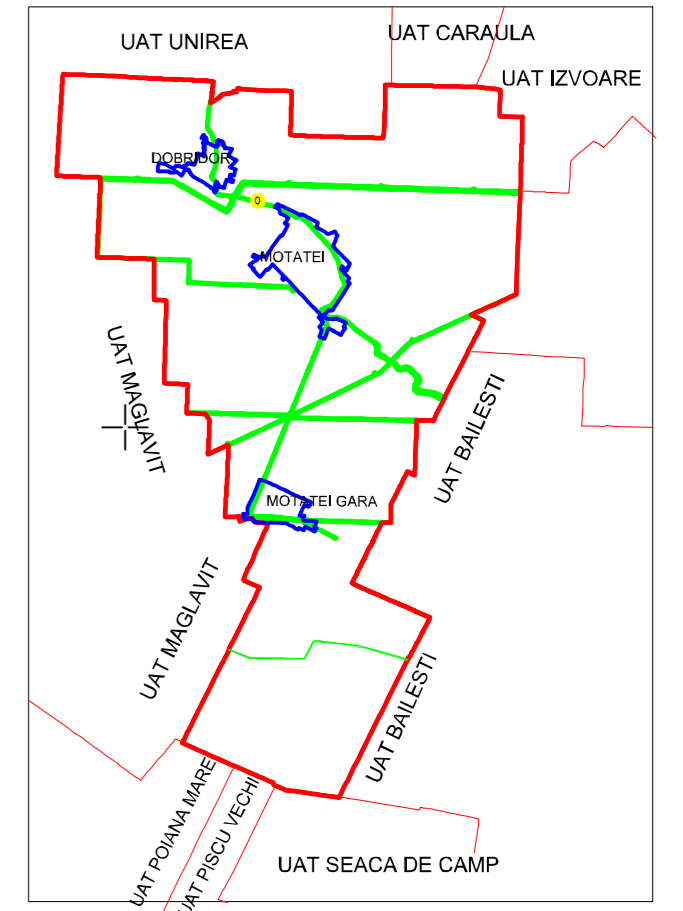 UAT UNIREA
UAT CARAULA
UAT IZVOARE
DOBRIDOR
0
MOTATEI
UAT MAGLAVIT
UAT BAILESTI
MOTATEI GARA
UAT MAGLAVIT
UAT BAILESTI
UAT POIANA MARE
UAT PISCU VECHI
UAT SEACA DE CAMP